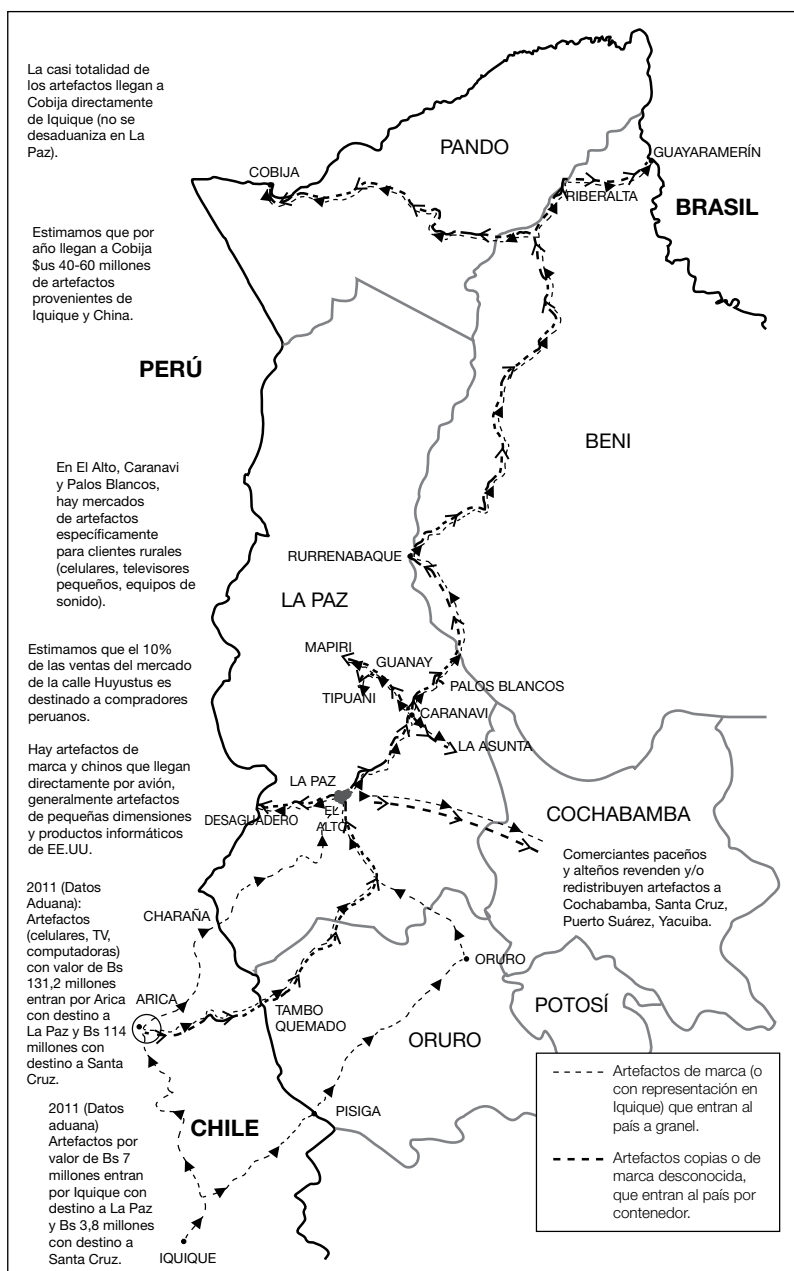 La casi totalidad de
los artefactos llegan a
Cobija directamente
de Iquique (no se
desaduaniza en La
Paz).
PANDO
COBIJA
GUAYARAMERÍN
RIBERALTA
BRASIL
Estimamos que por
año llegan a Cobija
$us 40-60 millones
de artefactos
provenientes de
Iquique y China.
PERÚ
BENI
En El Alto, Caranavi
y Palos Blancos,
hay mercados
de artefactos
específicamente
para clientes rurales
(celulares, televisores
pequeños, equipos de
sonido).
RURRENABAQUE
LA PAZ
Estimamos que el 10%
de las ventas del mercado
de la calle Huyustus es
destinado a compradores
peruanos.
MAPIRI
GUANAY
TIPUANI
PALOS BLANCOS
CARANAVI
LA ASUNTA
Hay artefactos de
marca y chinos que llegan
directamente por avión,
generalmente artefactos
de pequeñas dimensiones
y productos informáticos
de EE.UU.
LA PAZ
EL
ALTO
DESAGUADERO
COCHABAMBA
Comerciantes paceños
y alteños revenden y/o
redistribuyen artefactos a
Cochabamba, Santa Cruz,
Puerto Suárez, Yacuiba.
2011 (Datos
Aduana):
Artefactos
(celulares, TV,
computadoras)
con valor de Bs
131,2 millones
entran por Arica
con destino a
La Paz y Bs 114
millones con
destino a Santa
Cruz.
CHARAÑA
ARICA
TAMBO
QUEMADO
ORURO
ORURO
POTOSÍ
2011 (Datos
aduana)
Artefactos por
valor de Bs 7
millones entran
por Iquique con
destino a La Paz
y Bs 3,8 millones
con destino a
Santa Cruz.
CHILE
PISIGA
IQUIQUE
Artefactos de marca (o
con representación en
Iquique) que entran al
país a granel.
Artefactos copias o de
marca desconocida,
que entran al país por
contenedor.